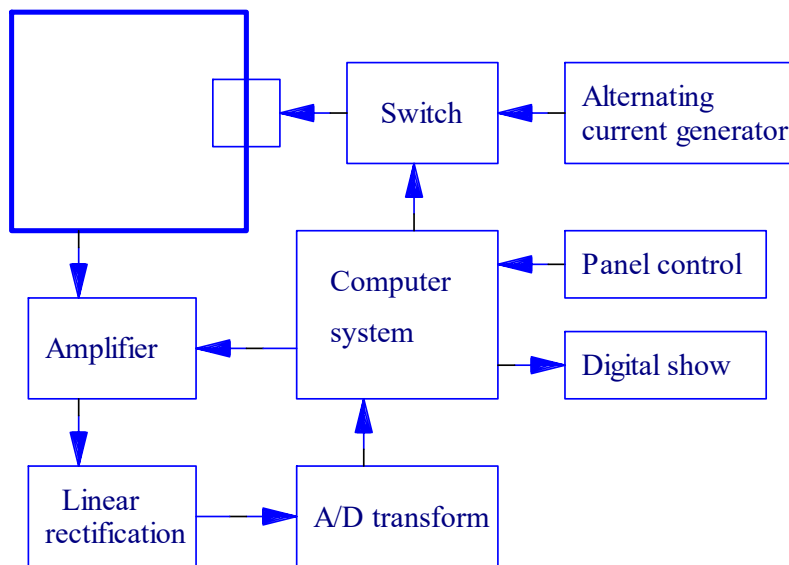 Switch
Alternating
current generator
Computer
system
Panel control
Amplifier
Digital show
Linear
rectification
A/D transform